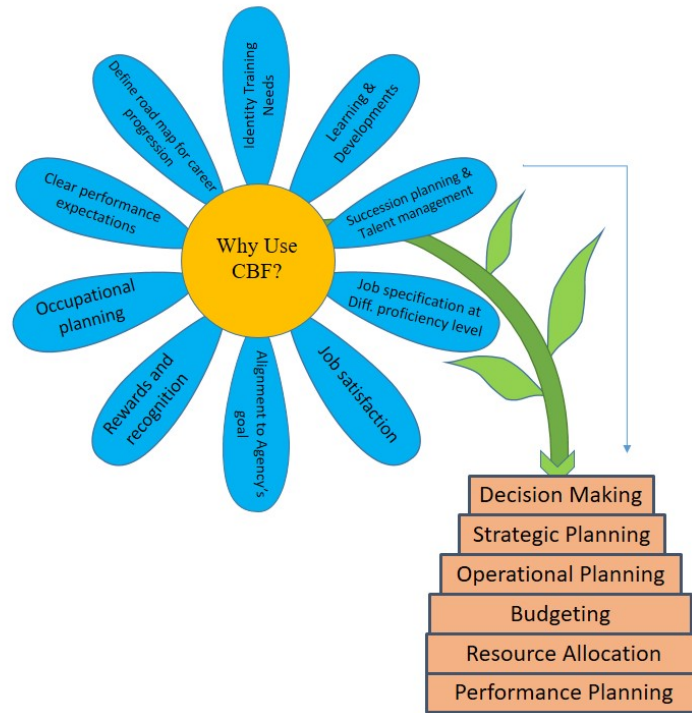 Identity Training
Needs
Learning &
Developments
Succession planning &
Talent management
Job specification at
Diff. proficiency level
Job satisfaction
Alignment to Agency's
goal
Rewards and
recognition
Occupational
planning
Clear performance
expectations
Define road map for career
progression
Why Use
CBF?
Decision Making
Strategic Planning
Operational Planning
Budgeting
Resource Allocation
Performance Planning